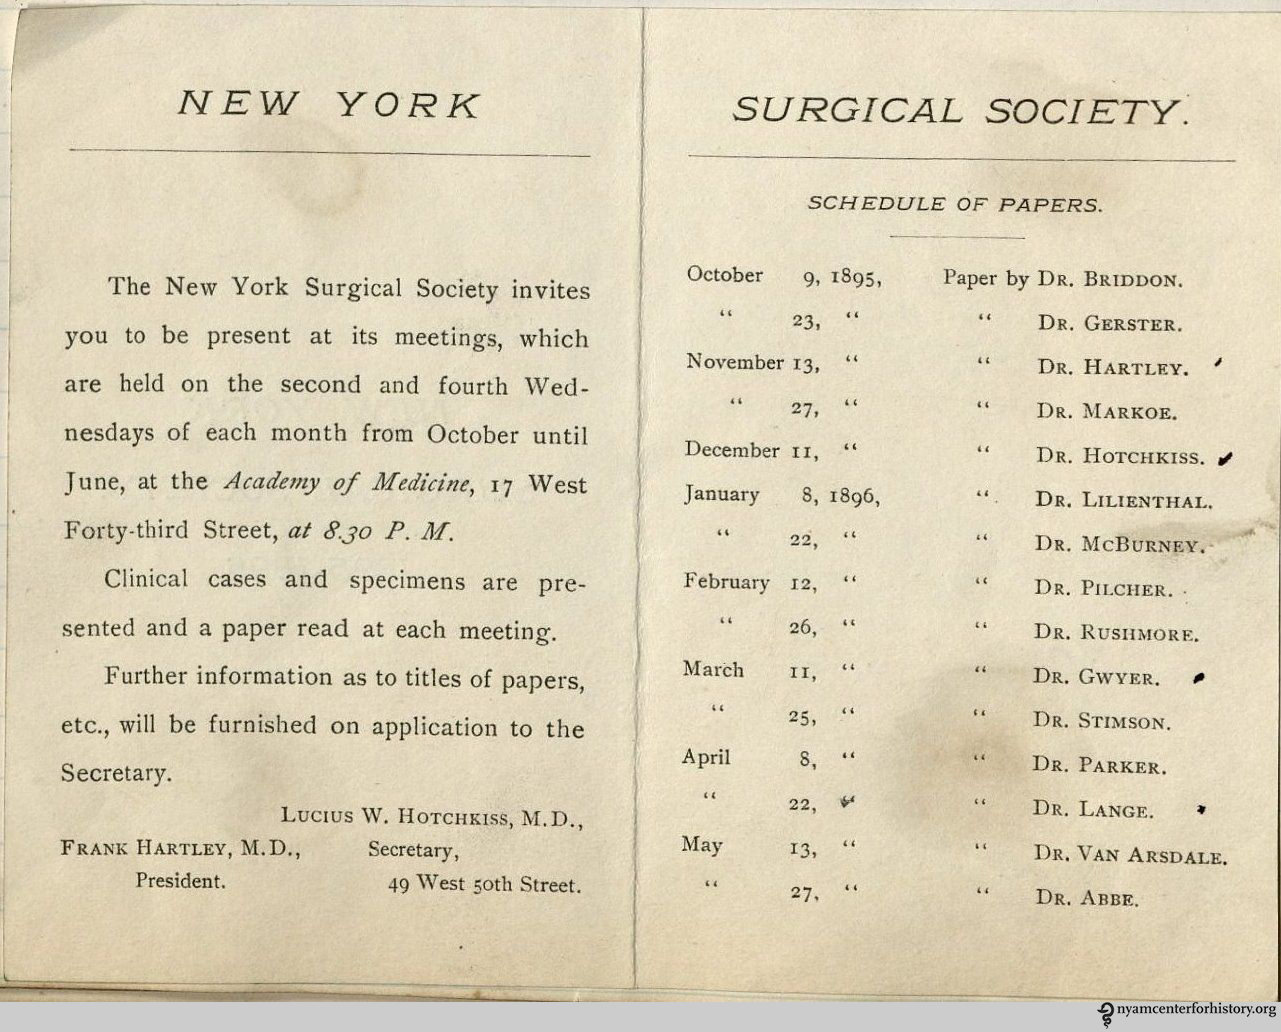 NEW YORK
The New York Surgical Society invites
you to be present at its meetings, which
are held on the second and fourth Wed-
nesdays of each month from October until
June, at the Academy of Medicine, 17 West
Forty-third Street, at 8.30 P. M.
Clinical cases and specimens are pre-
sented and a paper read at each meeting.
Further information as to titles of papers,
etc., will be furnished on application to the
Secretary.
LUCIUS W. HOTCHKISS, M.D.,
FRANK HARTLEY, M.D., Secretary,
President. 49 West 50th Street.
SURGICAL SOCIETY.
SCHEDULE OF PAPERS.
October 9, 1895, Paper by DR. BRIDDON.
“ 23, “ “ DR. GERSTER.
November 13, “ “ DR. HARTLEY.
“ 27, “ “ DR. MARKOE.
December 11, “ “ DR. HOTCHKISS.
January 8, 1896, “ DR. LILIENTHAL.
“ 22, “ “ DR. MCBURNEY.
February 12, “ “ DR. PILCHER.
“ 26, “ “ DR. RUSHMORE.
March 11, “ “ DR. GWYER.
“ 25, “ “ DR. STIMSON.
April 8, “ “ DR. PARKER.
“ 22, “ “ DR. LANGE.
May 13, “ “ DR. VAN ARSDALE.
“ 27, “ “ DR. ABBE.
nyamcenterforhistory.org